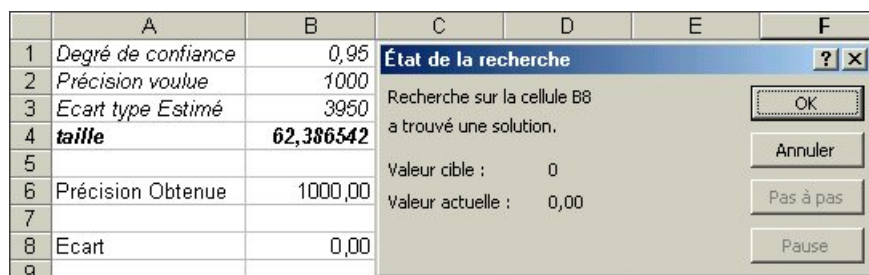 A B C D E F
1 Degré de confiance 0,95
2 Précision voulue 1000
3 Ecart type Estimé 3950
4 taille 62,386542
5
6 Précision Obtenue 1000,00
7
8 Ecart 0,00
9
État de la recherche
Recherche sur la cellule B8
a trouvé une solution.
Valeur cible : 0
Valeur actuelle : 0,00
OK
Annuler
Pas à pas
Pause